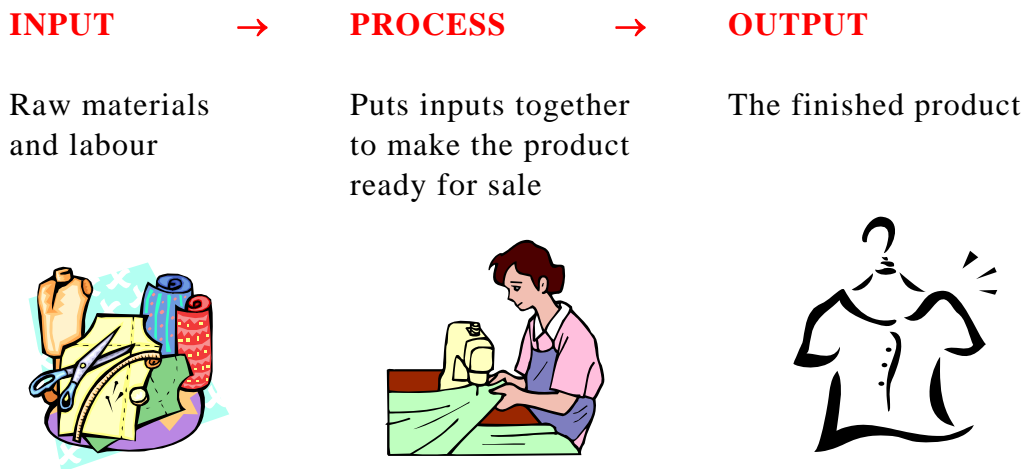 INPUT → PROCESS → OUTPUT
Raw materials
and labour
Puts inputs together
to make the product
ready for sale
The finished product